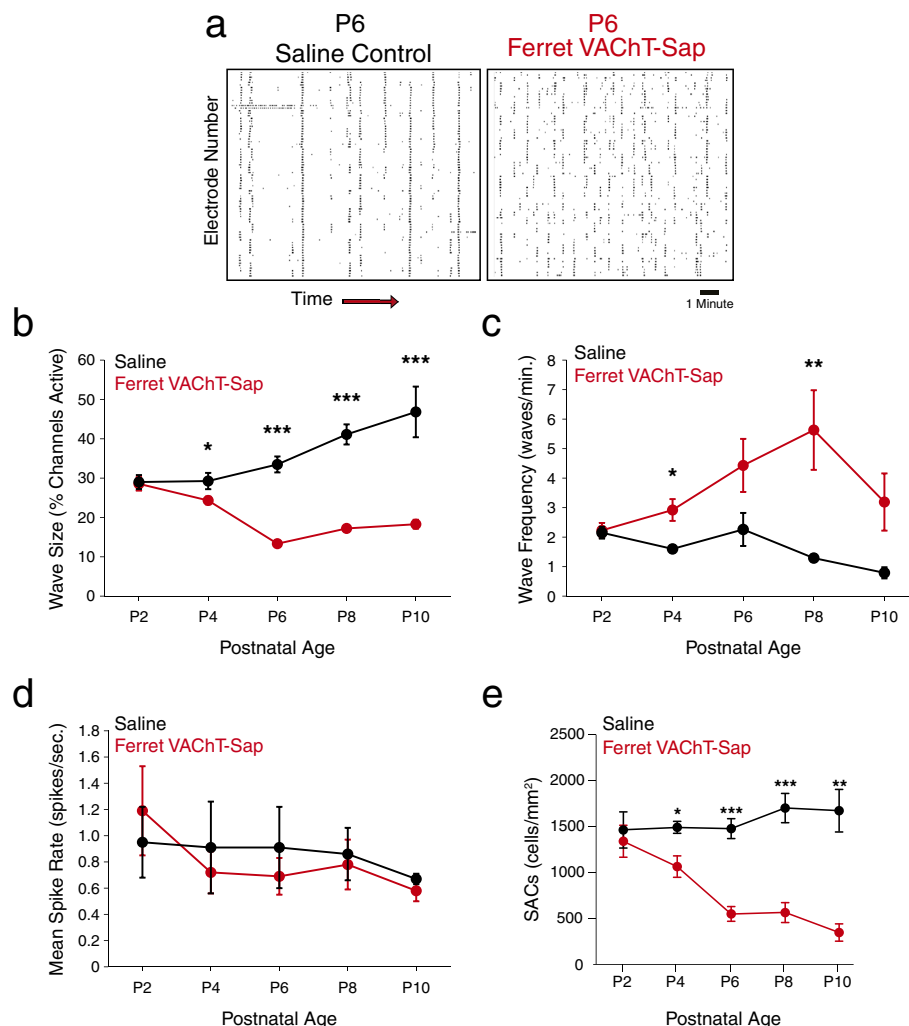 a
P6
Saline Control
P6
Ferret VAChT-Sap
Electrode Number
Time
1 Minute
b
Saline
Ferret VAChT-Sap
***
***
***
*
60
50
40
30
20
10
0
Wave Size (% Channels Active)
P2 P4 P6 P8 P10
Postnatal Age
c
Saline
Ferret VAChT-Sap
**
*
8
7
6
5
4
3
2
1
0
Wave Frequency (waves/min.)
P2 P4 P6 P8 P10
Postnatal Age
d
Saline
Ferret VAChT-Sap
1.8
1.6
1.4
1.2
1.0
0.8
0.6
0.4
0.2
0
Mean Spike Rate (spikes/sec.)
P2 P4 P6 P8 P10
Postnatal Age
e
Saline
Ferret VAChT-Sap
* *** *** **
2500
2000
1500
1000
500
0
SACs (cells/mm²)
P2 P4 P6 P8 P10
Postnatal Age